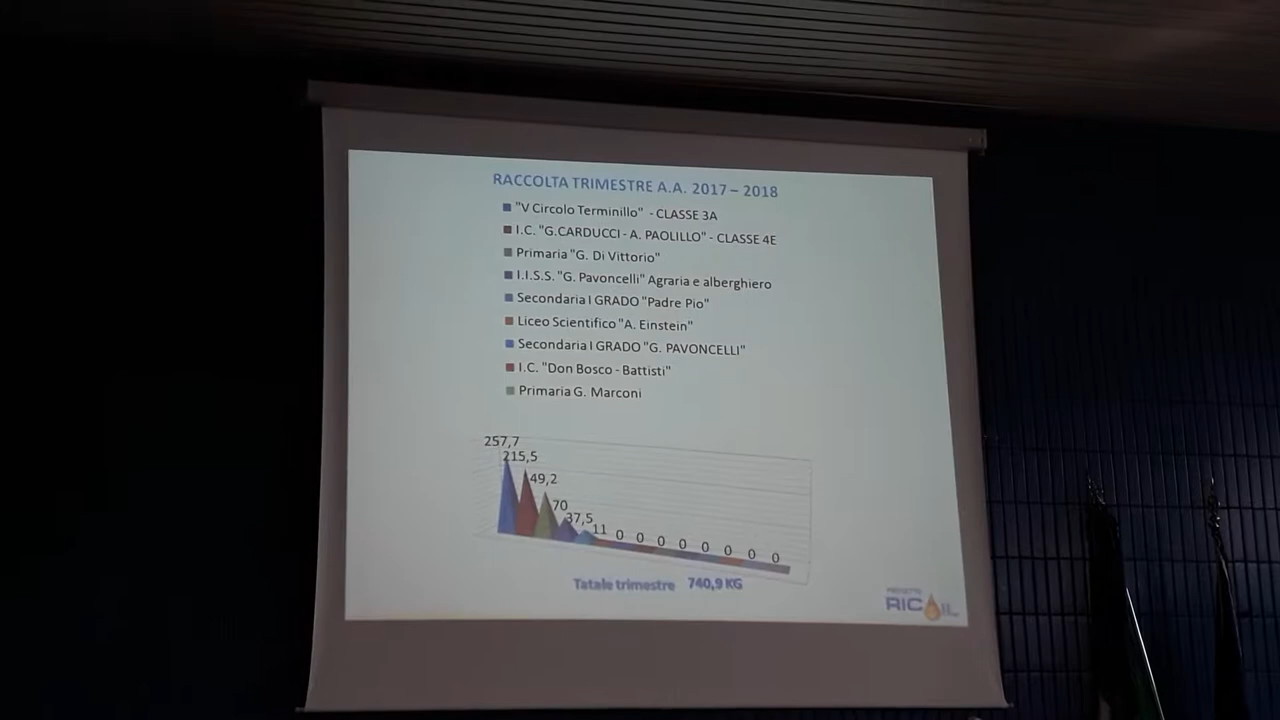 RACCOLTA TRIMESTRE A.A. 2017 – 2018
"V Circolo Terminillo" - CLASSE 3A
I.C. "G.CARDUCCI - A. PAOLILLO" - CLASSE 4E
Primaria "G. Di Vittorio"
I.I.S.S. "G. Pavoncelli" Agraria e alberghiero
Secondaria I GRADO "Padre Pio"
Liceo Scientifico "A. Einstein"
Secondaria I GRADO "G. PAVONCELLI"
I.C. "Don Bosco - Battisti"
Primaria G. Marconi
257,7
215,5
49,2
70
37,5
11 0 0 0 0 0 0 0 0
Tatale trimestre 740,9 KG
RIC